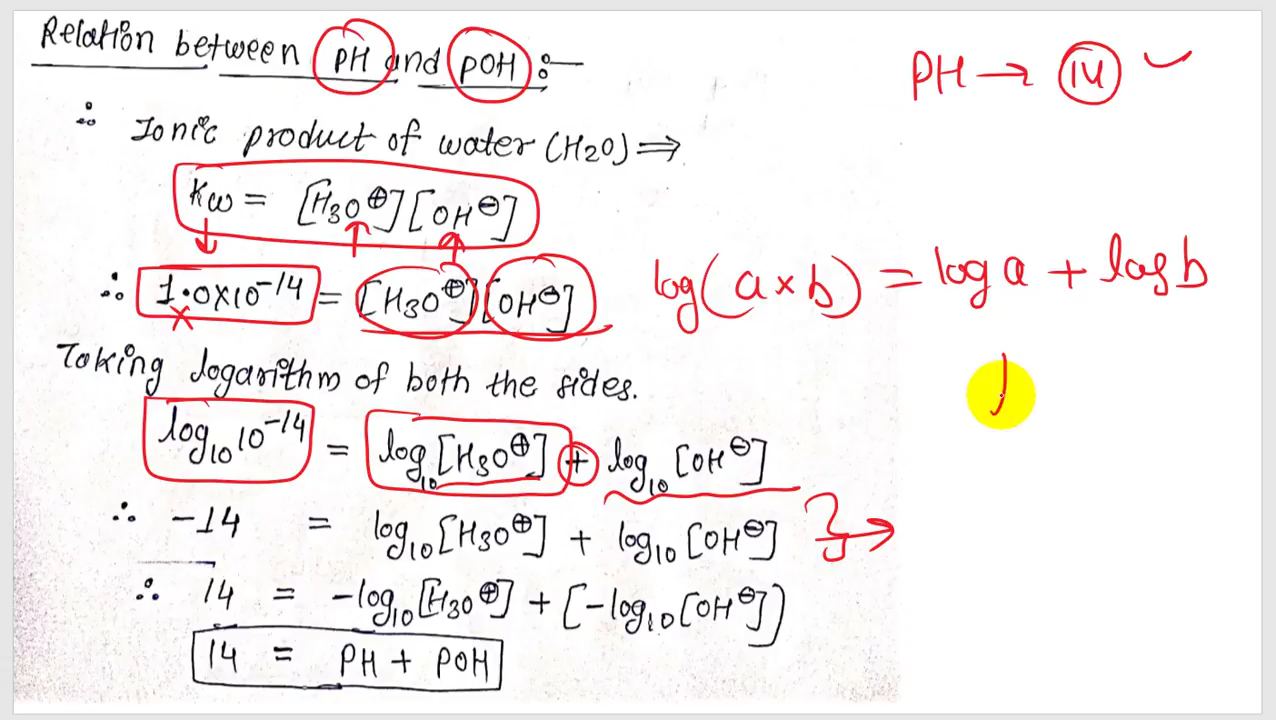 Relation between PH and POH :—
PH → 14 ✓
∴ Ionic product of water (H2O) ⇒
Kw = [H3O⊕][OH⊖]
∴ 1.0x10-14 = [H3O⊕][OH⊖]
log(a×b) = log a + log b
Taking logarithm of both the sides.
log10 10-14 = log10 [H3O⊕] + log10 [OH⊖]
∴ -14 = log10 [H3O⊕] + log10 [OH⊖]
∴ 14 = -log10 [H3O⊕] + [-log10 [OH⊖])
14 = PH + POH